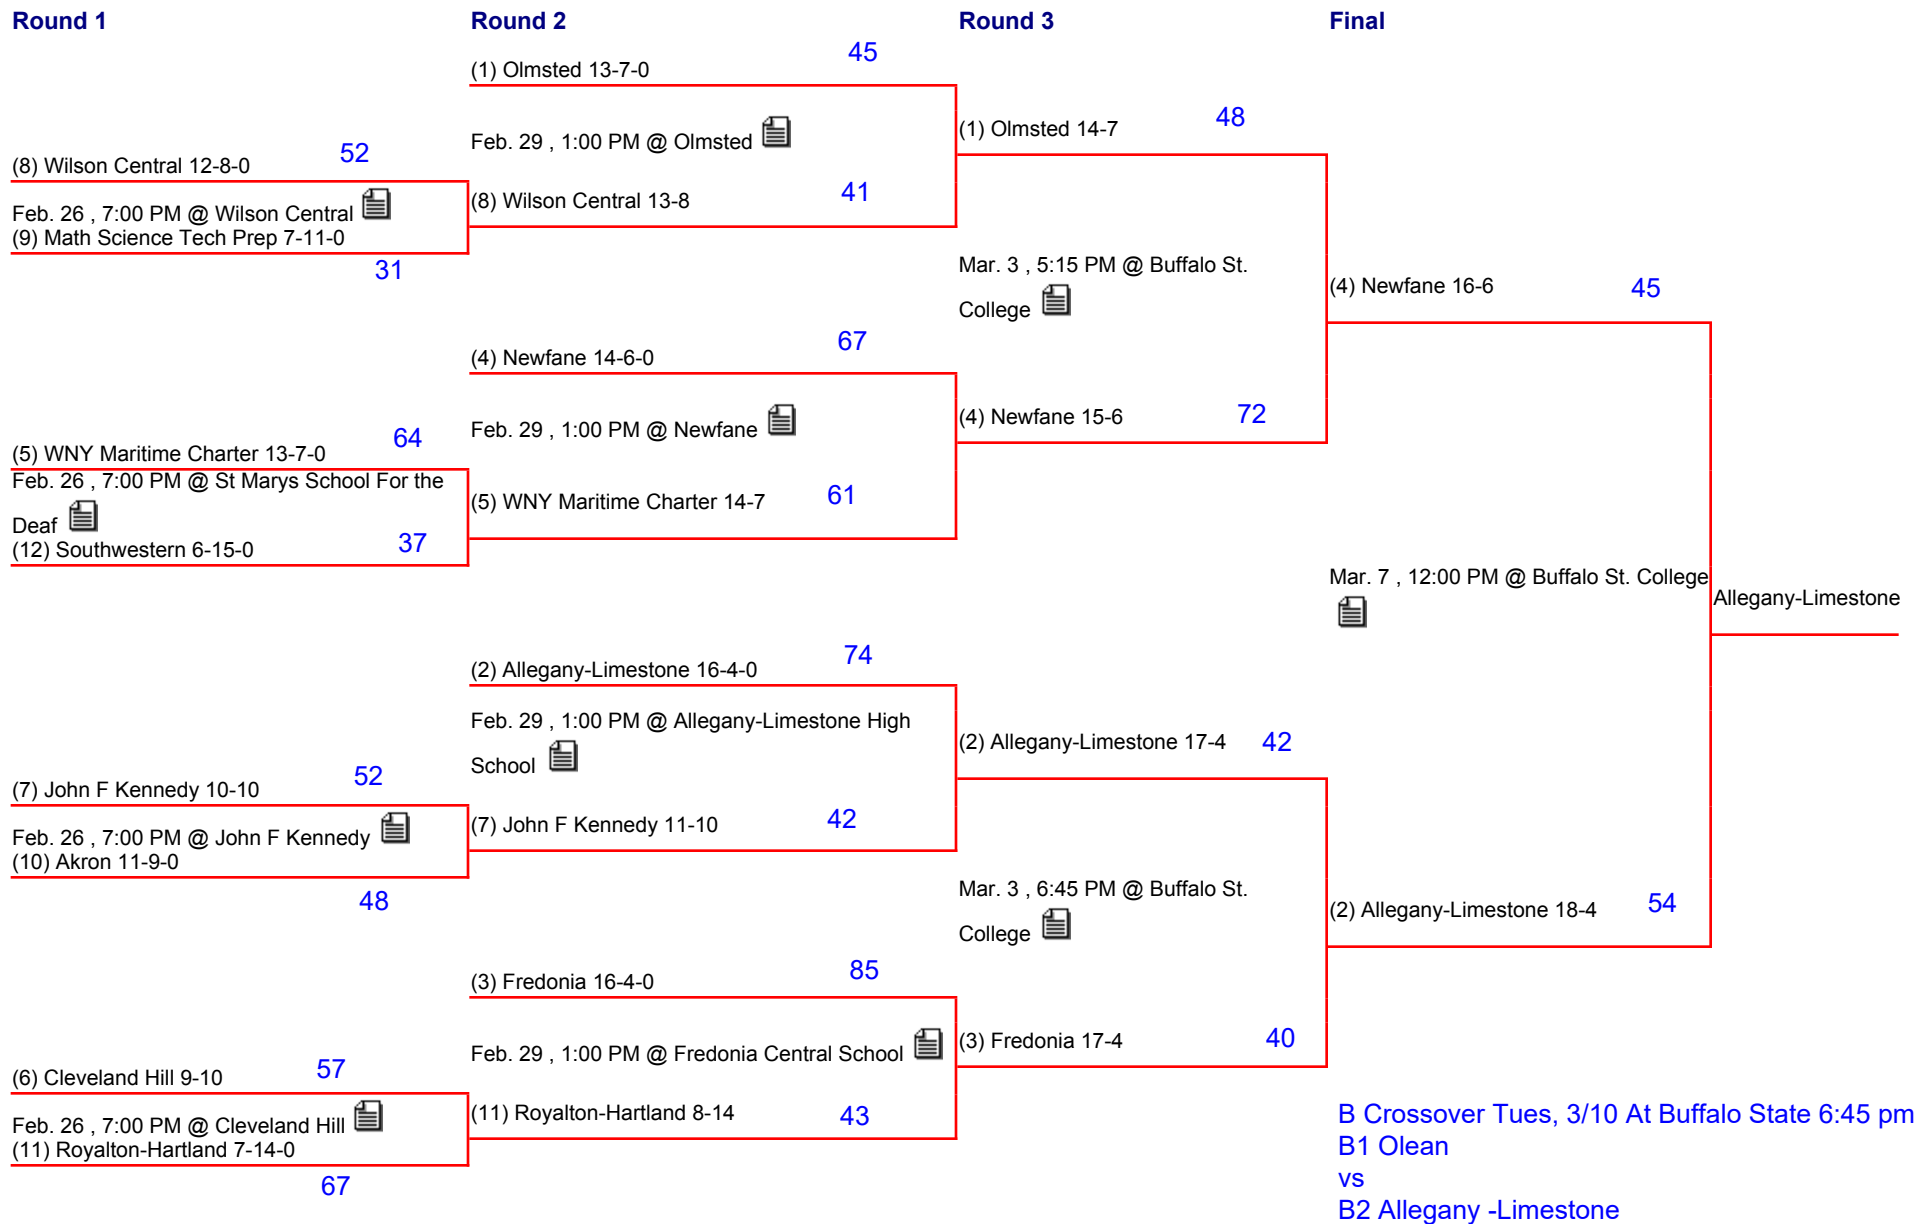 Round 1
Round 2
Round 3
Final
(8) Wilson Central 12-8-0
52
Feb. 26 , 7:00 PM @ Wilson Central
(9) Math Science Tech Prep 7-11-0
31
(5) WNY Maritime Charter 13-7-0
64
Feb. 26 , 7:00 PM @ St Marys School For the
Deaf
(12) Southwestern 6-15-0
37
(7) John F Kennedy 10-10
52
Feb. 26 , 7:00 PM @ John F Kennedy
(10) Akron 11-9-0
48
(6) Cleveland Hill 9-10
57
Feb. 26 , 7:00 PM @ Cleveland Hill
(11) Royalton-Hartland 7-14-0
67
(1) Olmsted 13-7-0
45
Feb. 29 , 1:00 PM @ Olmsted
(8) Wilson Central 13-8
41
(4) Newfane 14-6-0
67
Feb. 29 , 1:00 PM @ Newfane
(5) WNY Maritime Charter 14-7
61
(2) Allegany-Limestone 16-4-0
74
Feb. 29 , 1:00 PM @ Allegany-Limestone High
School
(7) John F Kennedy 11-10
42
(3) Fredonia 16-4-0
85
Feb. 29 , 1:00 PM @ Fredonia Central School
(11) Royalton-Hartland 8-14
43
(1) Olmsted 14-7
48
Mar. 3 , 5:15 PM @ Buffalo St.
College
(4) Newfane 15-6
72
(2) Allegany-Limestone 17-4
42
Mar. 3 , 6:45 PM @ Buffalo St.
College
(3) Fredonia 17-4
40
(4) Newfane 16-6
45
Mar. 7 , 12:00 PM @ Buffalo St. College
(2) Allegany-Limestone 18-4
54
Allegany-Limestone
B Crossover Tues, 3/10 At Buffalo State 6:45 pm
B1 Olean
vs
B2 Allegany -Limestone